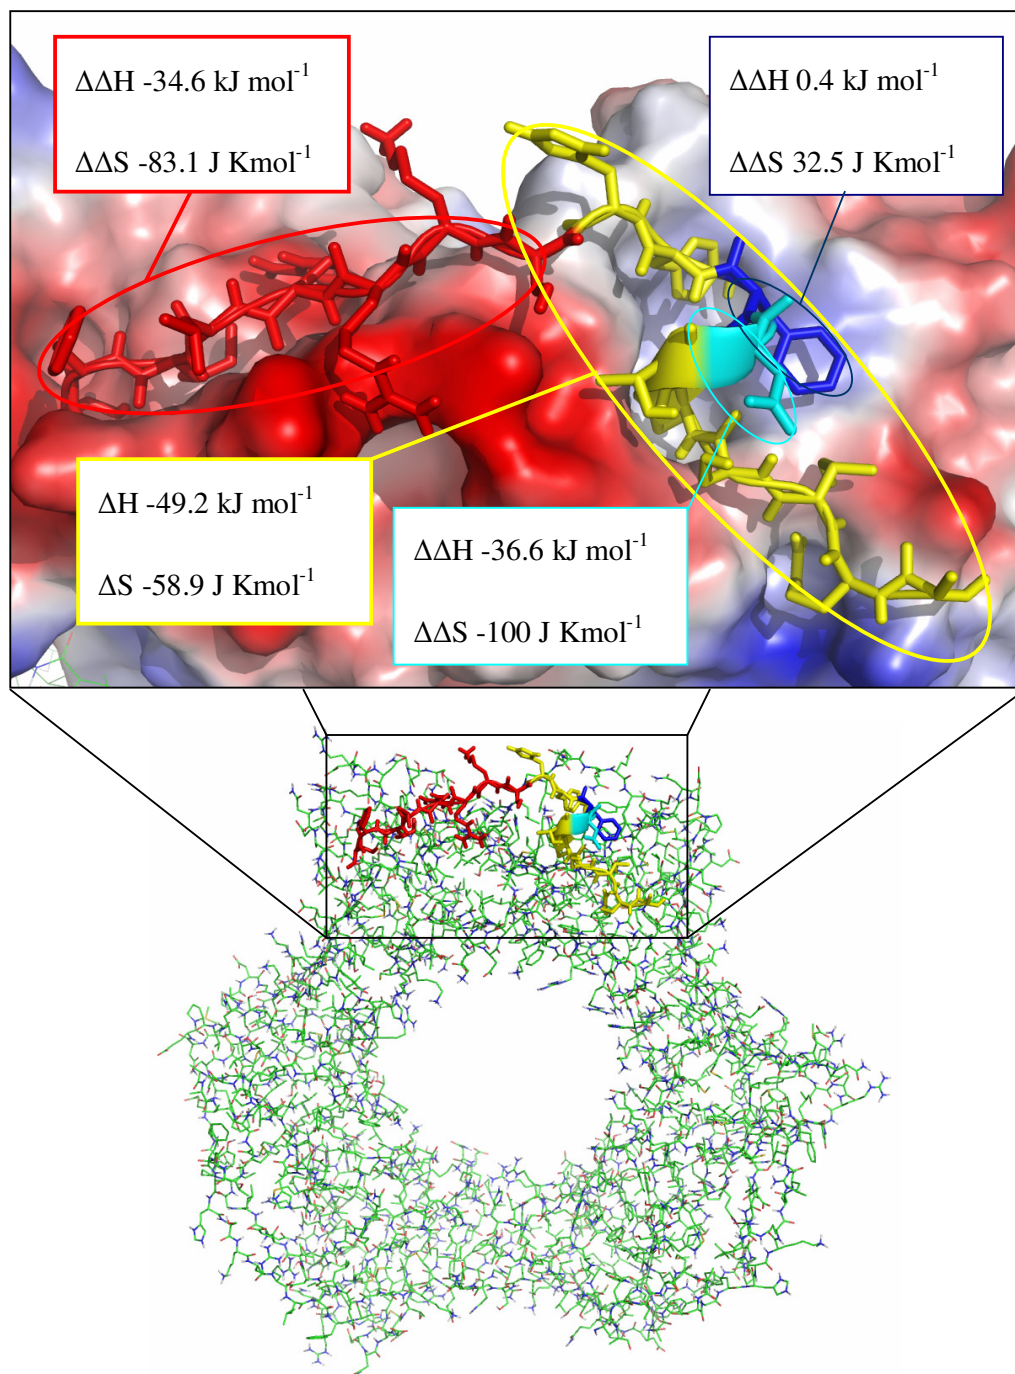 ΔΔH -34.6 kJ mol⁻¹
ΔΔS -83.1 J Kmol⁻¹
ΔΔH 0.4 kJ mol⁻¹
ΔΔS 32.5 J Kmol⁻¹
ΔH -49.2 kJ mol⁻¹
ΔS -58.9 J Kmol⁻¹
ΔΔH -36.6 kJ mol⁻¹
ΔΔS -100 J Kmol⁻¹